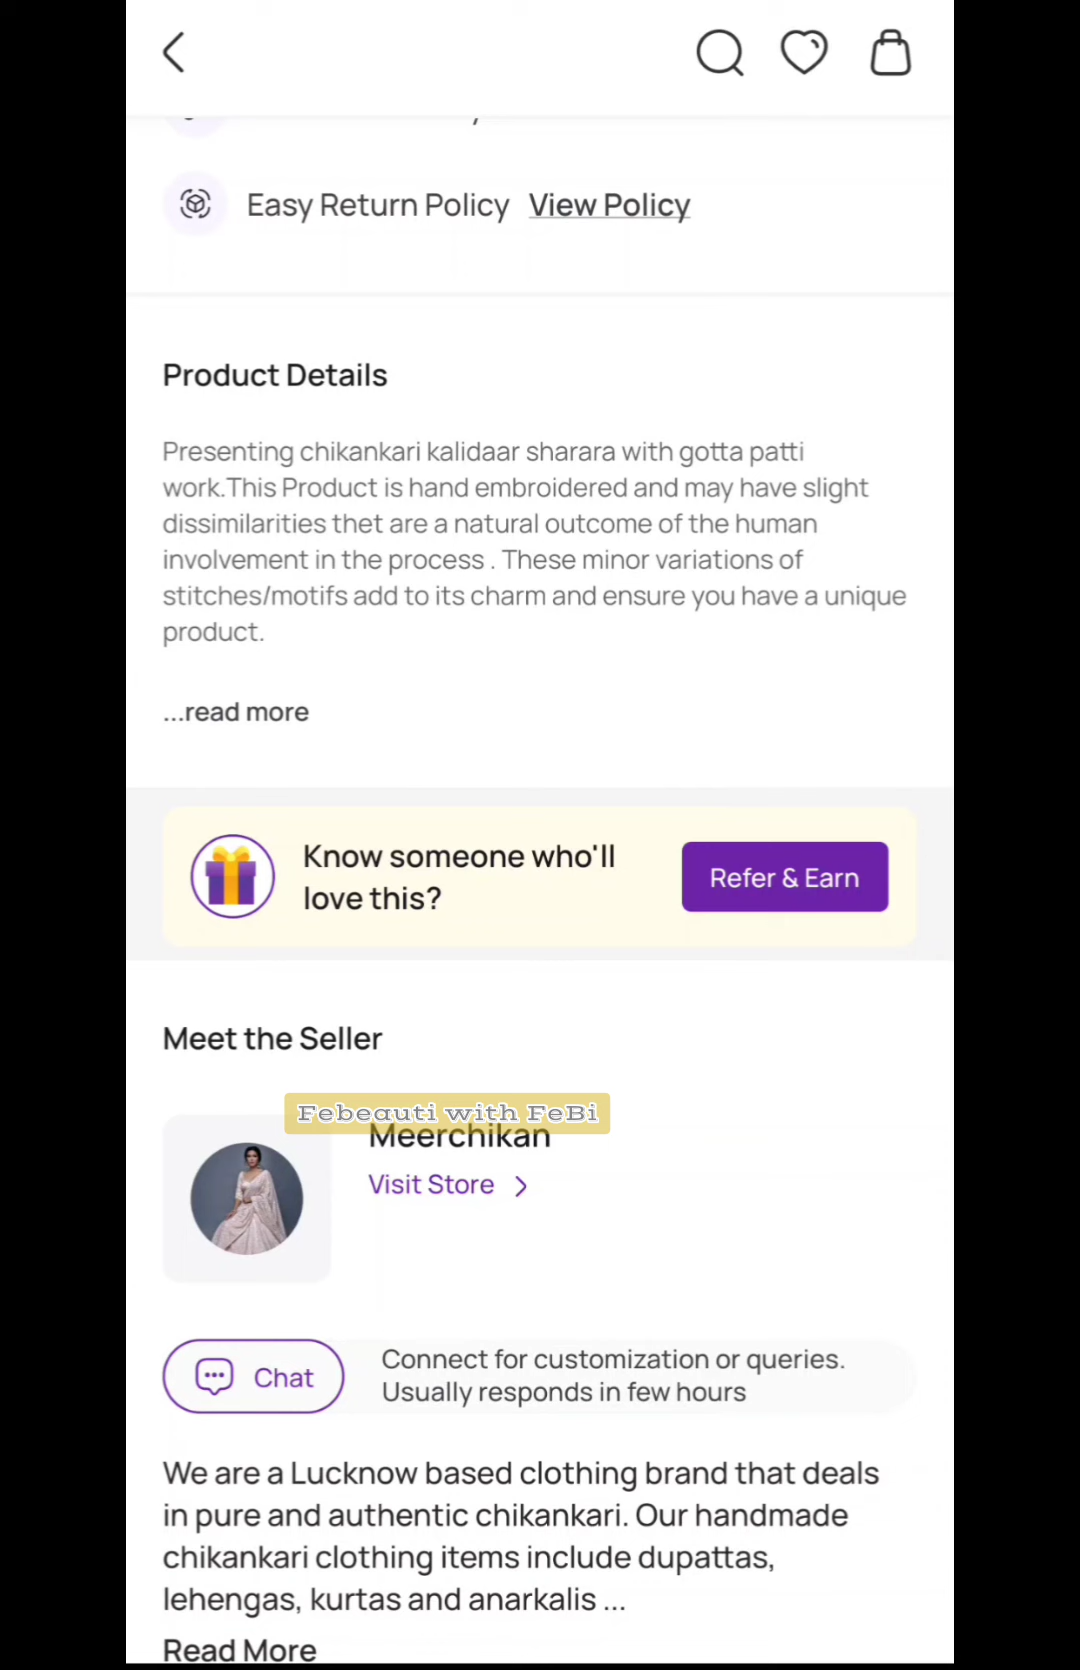 Easy Return Policy View Policy
Product Details
Presenting chikankari kalidaar sharara with gotta patti
work.This Product is hand embroidered and may have slight
dissimilarities thet are a natural outcome of the human
involvement in the process . These minor variations of
stitches/motifs add to its charm and ensure you have a unique
product.
...read more
Know someone who'll
love this?
Refer & Earn
Meet the Seller
Febeauti with FeBi
Meerchikan
Visit Store >
Chat
Connect for customization or queries.
Usually responds in few hours
We are a Lucknow based clothing brand that deals
in pure and authentic chikankari. Our handmade
chikankari clothing items include dupattas,
lehengas, kurtas and anarkalis ...
Read More